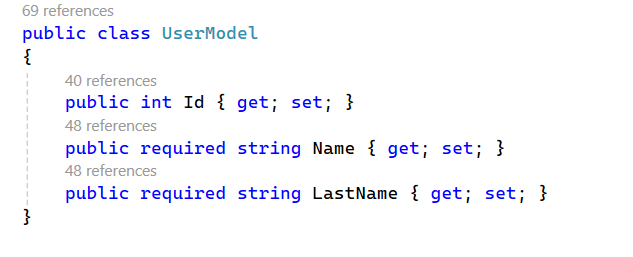 69 references
public class UserModel
{
40 references
public int Id { get; set; }
48 references
public required string Name { get; set; }
48 references
public required string LastName { get; set; }
}